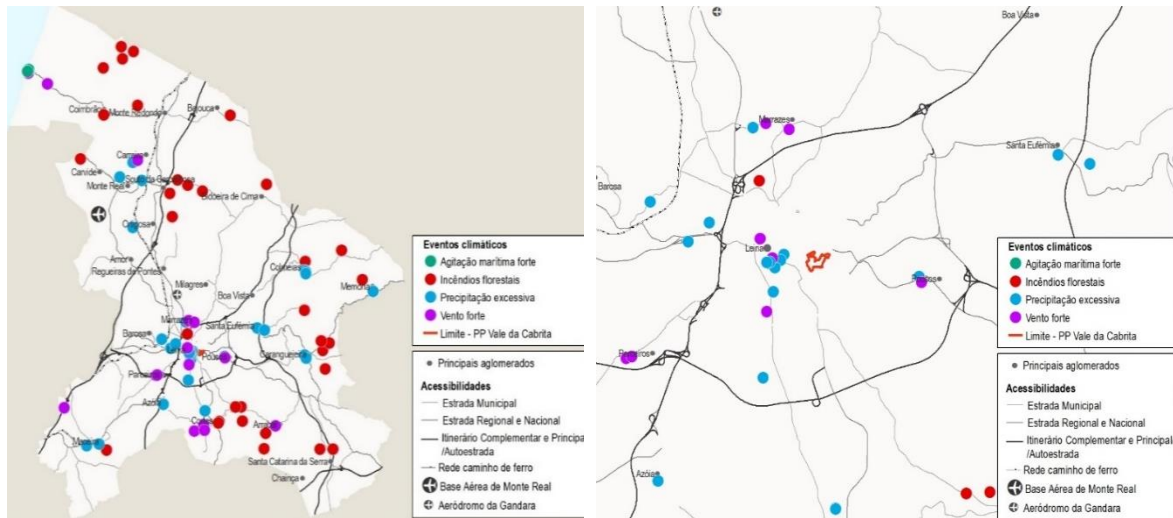 Coimbrão
Monte Redondo
Bajouca
Carreira
Carvide
Monte Real
Souto da Carpalhosa
Bidoeira de Cima
Ortigosa
Amor
Regueiras de Pontes
Colmeias
Memória
Milagres
Boa Vista
Marrazes
Santa Eufémia
Barosa
Leiria
Pousos
Caranguejeira
Parceiros
Azóia
Cortes
Arrabal
Maceira
Santa Catarina da Serra
Chainça
Eventos climáticos
Agitação marítima forte
Incêndios florestais
Precipitação excessiva
Vento forte
Limite - PP Vale da Cabrita
Principais aglomerados
Acessibilidades
Estrada Municipal
Estrada Regional e Nacional
Itinerário Complementar e Principal
/Autoestrada
Rede caminho de ferro
Base Aérea de Monte Real
Aeródromo da Gandara
Boa Vista
Marrazes
Santa Eufémia
Barosa
Leiria
Pousos
Parceiros
Azóia
Eventos climáticos
Agitação marítima forte
Incêndios florestais
Precipitação excessiva
Vento forte
Limite - PP Vale da Cabrita
Principais aglomerados
Acessibilidades
Estrada Municipal
Estrada Regional e Nacional
Itinerário Complementar e Principal
/Autoestrada
Rede caminho de ferro
Base Aérea de Monte Real
Aeródromo da Gandara